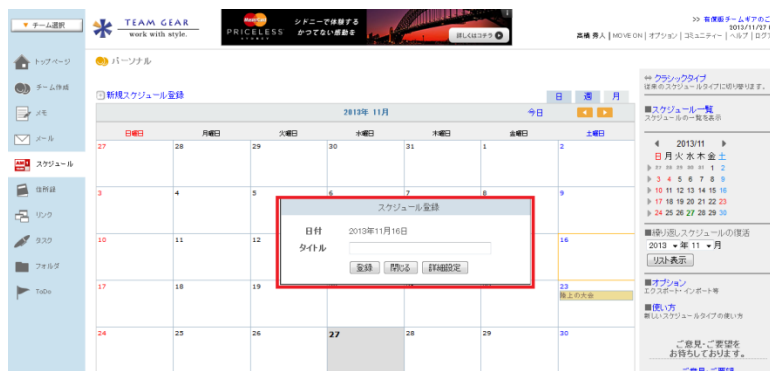 ▼ チーム選択
TEAM GEAR
work with style.
MasterCard
PRICELESS
SYDNEY
シドニーで体験する
かつてない感動を
詳しくはコチラ
>> 有償版チームギアのご
2013/11/27
高橋 秀人 | MOVE ON | オプション | コミュニティー | ヘルプ | ログ
トップページ
チーム作成
メモ
メール
スケジュール
住所録
リンク
タスク
フォルダ
ToDo
パーソナル
新規スケジュール登録
日 週 月
2013年 11月
今日
日曜日 月曜日 火曜日 水曜日 木曜日 金曜日 土曜日
27 28 29 30 31 1 2
3 4 5 6 7 8 9
スケジュール登録
日付 2013年11月16日
タイトル
登録 閉じる 詳細設定
10 11 12 16
17 18 19 23
陸上の大会
24 25 26 27 28 29 30
⇔ クラシックタイプ
従来のスケジュールタイプに切り替えます。
■スケジュール一覧
スケジュールの一覧を表示
2013/11
日 月 火 水 木 金 土
27 28 29 30 31 1 2
3 4 5 6 7 8 9
10 11 12 13 14 15 16
17 18 19 20 21 22 23
24 25 26 27 28 29 30
■繰り返しスケジュールの復活
2013 年 11 月
リスト表示
■オプション
エクスポート・インポート等
■使い方
新しいスケジュールタイプの使い方
ご意見・ご要望を
お待ちしております。
ご意見・ご要望